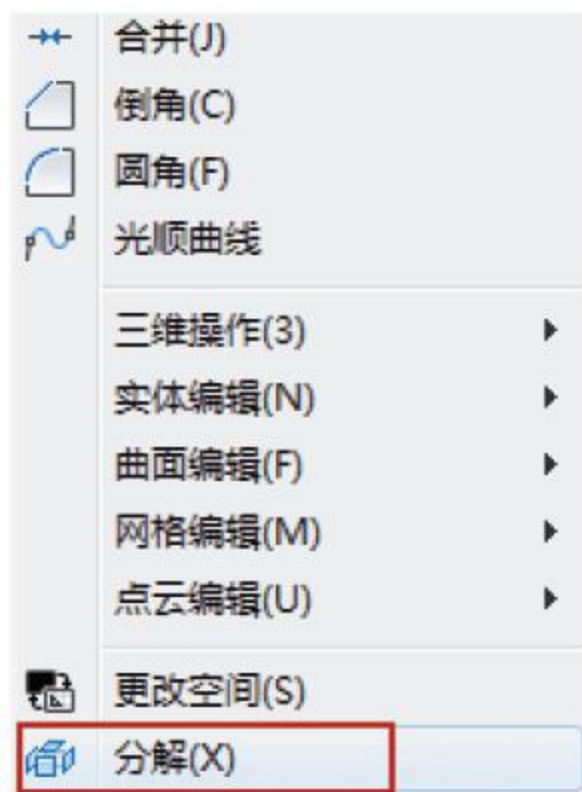 合并(J)
倒角(C)
圆角(F)
光顺曲线
三维操作(3)
实体编辑(N)
曲面编辑(F)
网格编辑(M)
点云编辑(U)
更改空间(S)
分解(X)